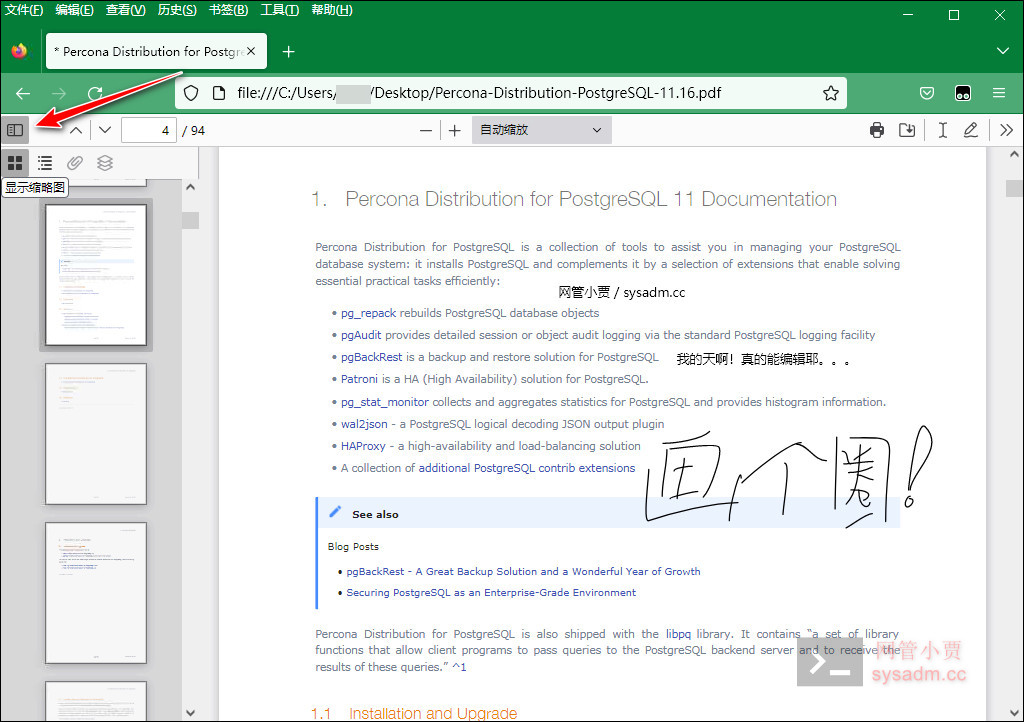 文件(F) 编辑(E) 查看(V) 历史(S) 书签(B) 工具(T) 帮助(H)
* Percona Distribution for Postgre
file:///C:/Users/ /Desktop/Percona-Distribution-PostgreSQL-11.16.pdf
4 / 94 自动缩放
显示缩略图
1. Percona Distribution for PostgreSQL 11 Documentation
Percona Distribution for PostgreSQL is a collection of tools to assist you in managing your PostgreSQL
database system: it installs PostgreSQL and complements it by a selection of extensions that enable solving
essential practical tasks efficiently:
网管小贾 / sysadm.cc
• pg_repack rebuilds PostgreSQL database objects
• pgAudit provides detailed session or object audit logging via the standard PostgreSQL logging facility
• pgBackRest is a backup and restore solution for PostgreSQL 我的天啊！真的能编辑耶。。。
• Patroni is a HA (High Availability) solution for PostgreSQL.
• pg_stat_monitor collects and aggregates statistics for PostgreSQL and provides histogram information.
• wal2json - a PostgreSQL logical decoding JSON output plugin
• HAProxy - a high-availability and load-balancing solution
• A collection of additional PostgreSQL contrib extensions
画个圈！
See also
Blog Posts
• pgBackRest - A Great Backup Solution and a Wonderful Year of Growth
• Securing PostgreSQL as an Enterprise-Grade Environment
Percona Distribution for PostgreSQL is also shipped with the libpq library. It contains “a set of library
functions that allow client programs to pass queries to the PostgreSQL backend server and to receive the
results of these queries.” ^1
网管小贾
sysadm.cc
1.1 Installation and Upgrade